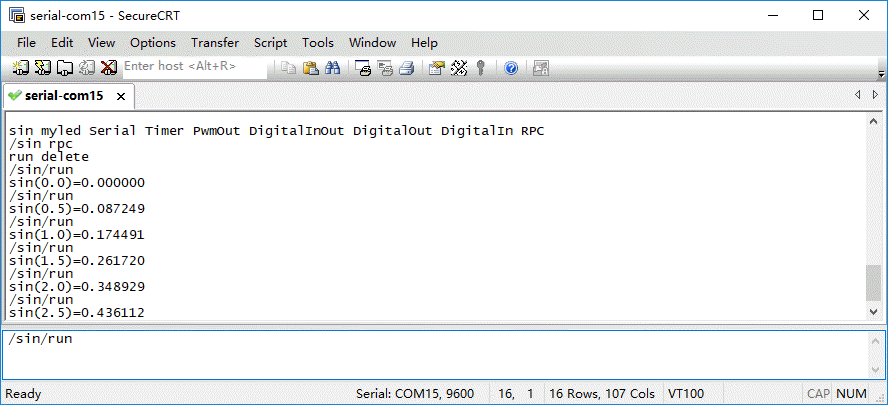 serial-com15 - SecureCRT
File Edit View Options Transfer Script Tools Window Help
Enter host <Alt+R>
serial-com15
sin myled Serial Timer PwmOut DigitalInOut DigitalOut DigitalIn RPC
/sin rpc
run delete
/sin/run
sin(0.0)=0.000000
/sin/run
sin(0.5)=0.087249
/sin/run
sin(1.0)=0.174491
/sin/run
sin(1.5)=0.261720
/sin/run
sin(2.0)=0.348929
/sin/run
sin(2.5)=0.436112
/sin/run
Ready Serial: COM15, 9600 16, 1 16 Rows, 107 Cols VT100 CAP NUM